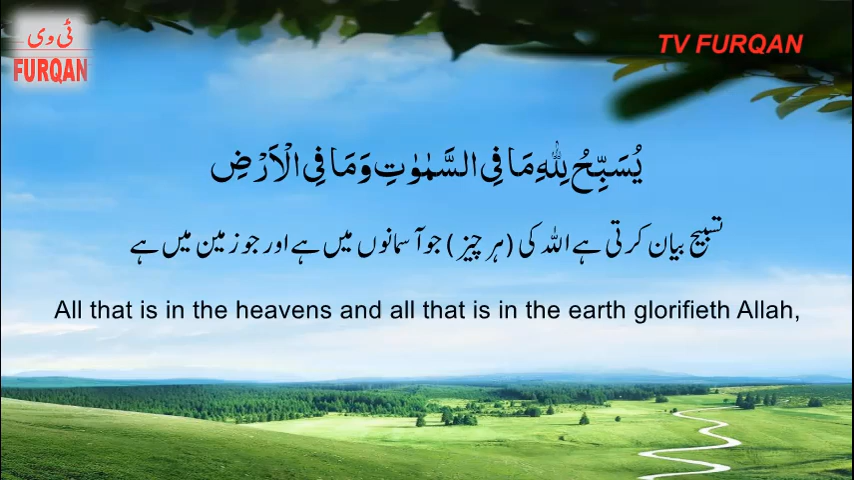 ٹی وی
FURQAN
TV FURQAN
يُسَبِّحُ لِلّٰهِ مَا فِي السَّمٰوٰتِ وَمَا فِي الْاَرْضِ
تسبیح بیان کرتی ہے اللہ کی (ہر چیز) جو آسمانوں میں ہے اور جو زمین میں ہے
All that is in the heavens and all that is in the earth glorifieth Allah,